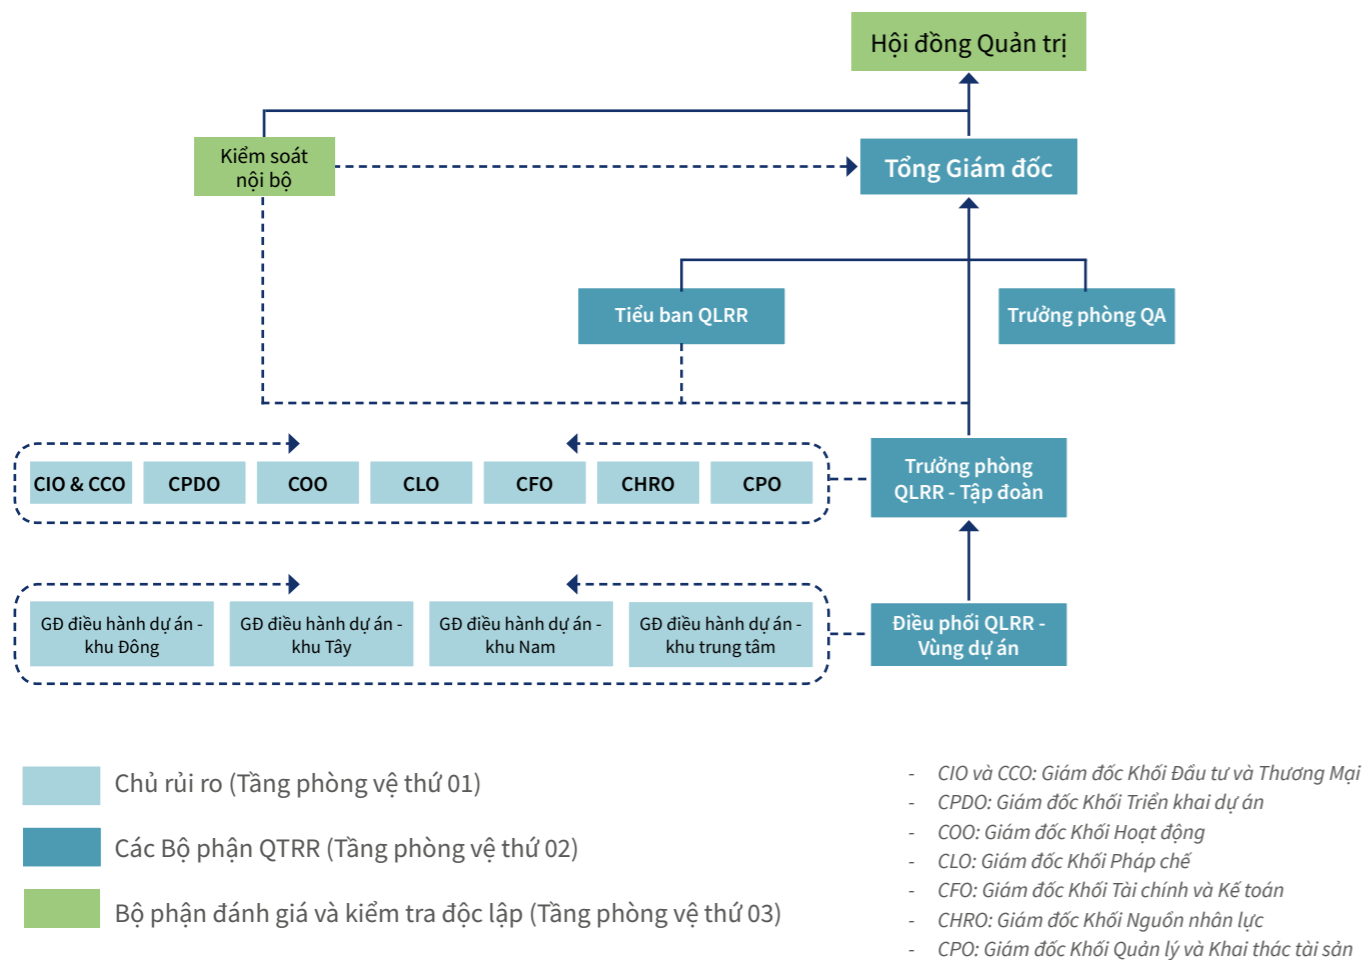 Hội đồng Quản trị
Kiểm soát
nội bộ
Tổng Giám đốc
Tiểu ban QLRR
Trưởng phòng QA
CIO & CCO
CPDO
COO
CLO
CFO
CHRO
CPO
Trưởng phòng
QLRR - Tập đoàn
GĐ điều hành dự án -
khu Đông
GĐ điều hành dự án -
khu Tây
GĐ điều hành dự án -
khu Nam
GĐ điều hành dự án -
khu trung tâm
Điều phối QLRR -
Vùng dự án
Chủ rủi ro (Tầng phòng vệ thứ 01)
Các Bộ phận QTRR (Tầng phòng vệ thứ 02)
Bộ phận đánh giá và kiểm tra độc lập (Tầng phòng vệ thứ 03)
- CIO và CCO: Giám đốc Khối Đầu tư và Thương Mại
- CPDO: Giám đốc Khối Triển khai dự án
- COO: Giám đốc Khối Hoạt động
- CLO: Giám đốc Khối Pháp chế
- CFO: Giám đốc Khối Tài chính và Kế toán
- CHRO: Giám đốc Khối Nguồn nhân lực
- CPO: Giám đốc Khối Quản lý và Khai thác tài sản